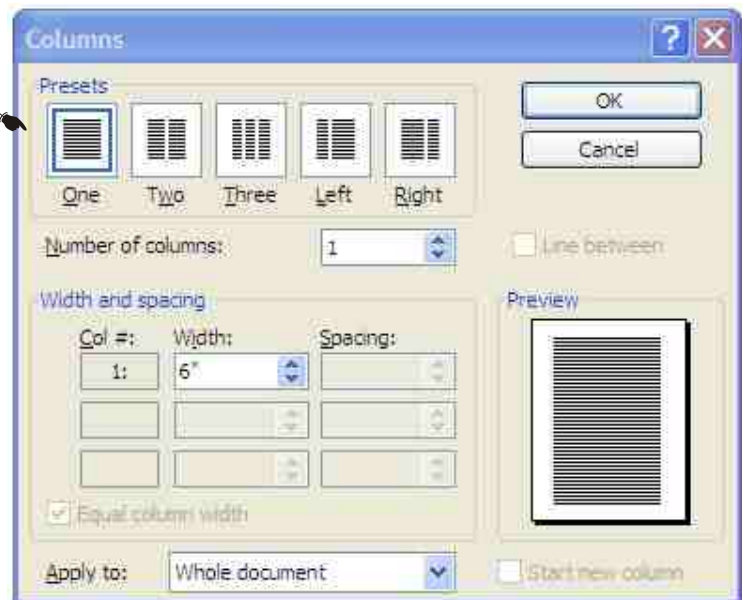 Columns
Presets
One Two Three Left Right
OK
Cancel
Number of columns: 1
Line between
Width and spacing
Col #: Width: Spacing:
1: 6"
Equal column width
Preview
Apply to: Whole document
Start new column